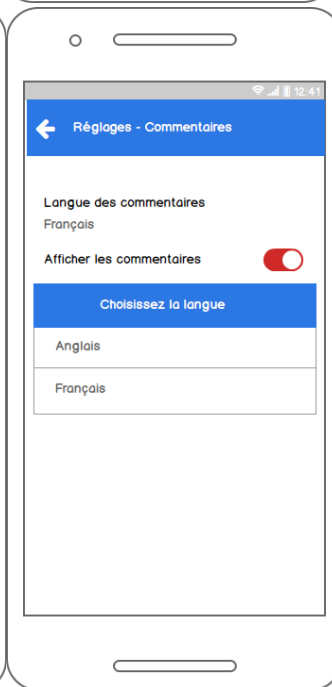 12:41
Réglages - Commentaires
Langue des commentaires
Français
Afficher les commentaires
Choisissez la langue
Anglais
Français